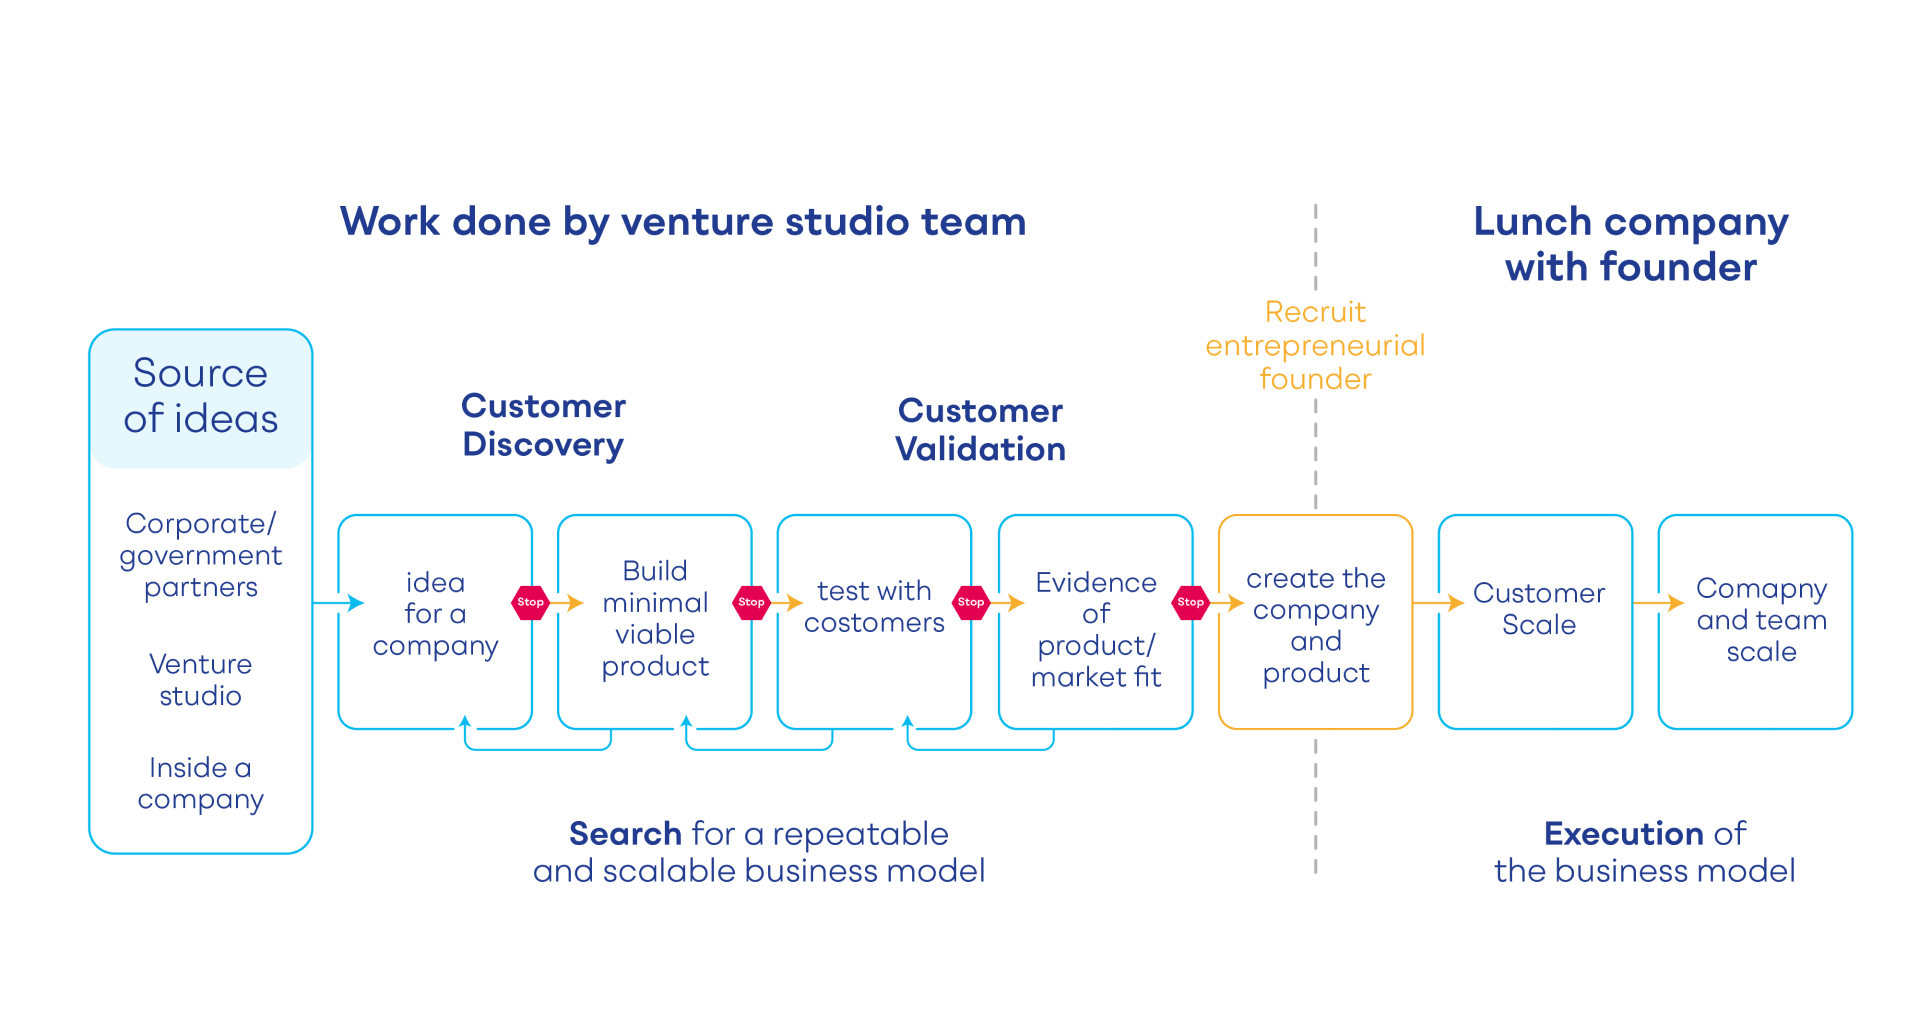 Work done by venture studio team
Lunch company
with founder
Recruit
entrepreneurial
founder
Source
of ideas
Corporate/
government
partners
Venture
studio
Inside a
company
Customer
Discovery
Customer
Validation
idea
for a
company
Stop
Build
minimal
viable
product
Stop
test with
costomers
Stop
Evidence
of
product/
market fit
Stop
create the
company
and
product
Customer
Scale
Comapny
and team
scale
Search for a repeatable
and scalable business model
Execution of
the business model